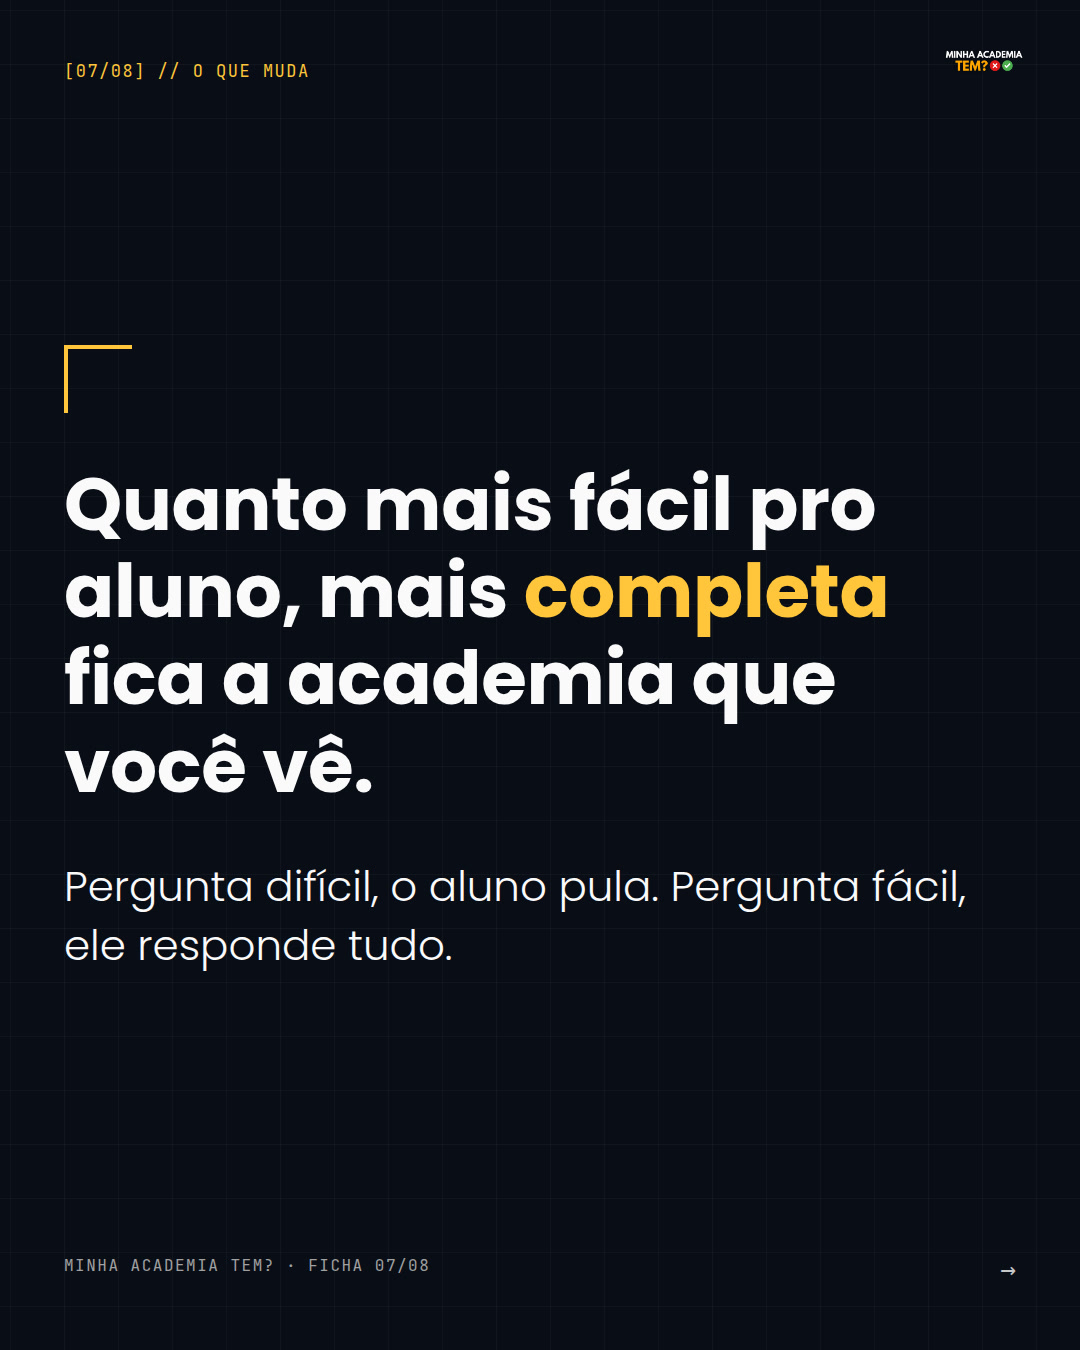 [07/08] // O QUE MUDA
MINHA ACADEMIA
TEM?
Quanto mais fácil pro
aluno, mais completa
fica a academia que
você vê.
Pergunta difícil, o aluno pula. Pergunta fácil,
ele responde tudo.
MINHA ACADEMIA TEM? · FICHA 07/08
→